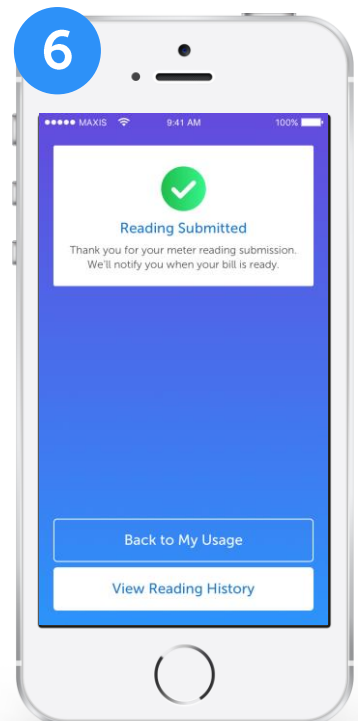 6
MAXIS 9:41 AM 100%
Reading Submitted
Thank you for your meter reading submission.
We'll notify you when your bill is ready.
Back to My Usage
View Reading History